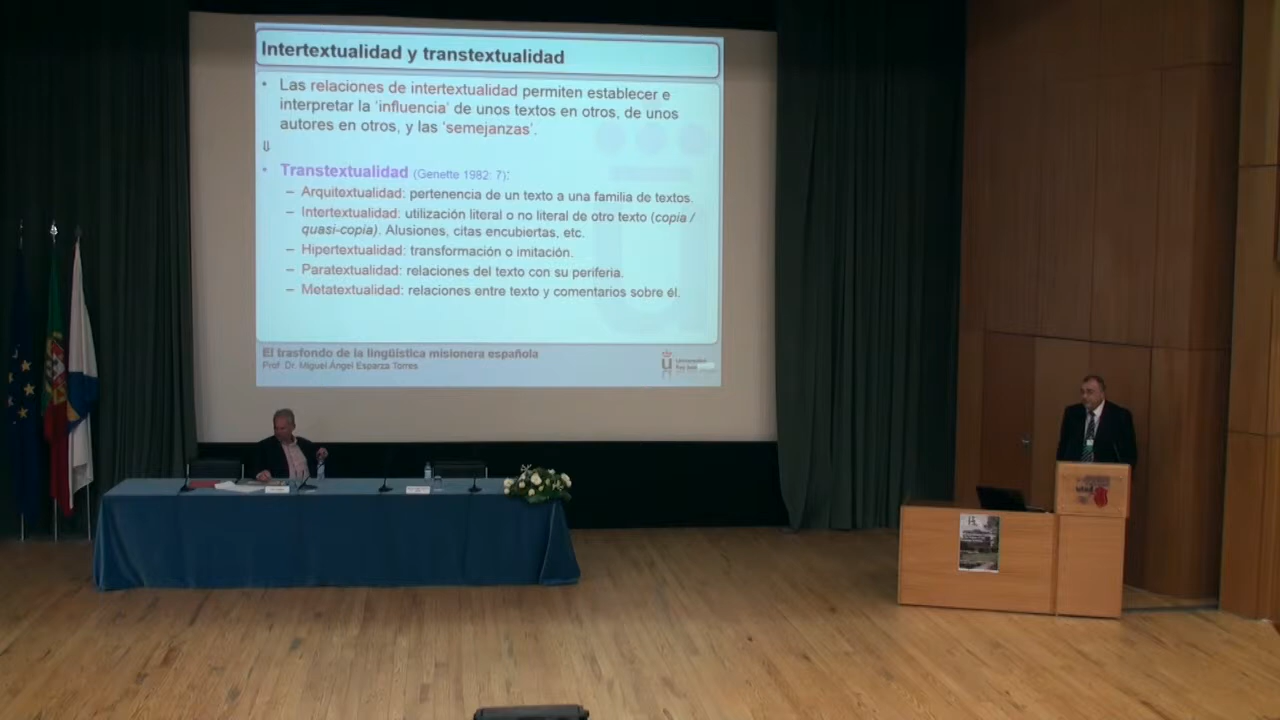 Intertextualidad y transtextualidad
• Las relaciones de intertextualidad permiten establecer e
interpretar la 'influencia' de unos textos en otros, de unos
autores en otros, y las 'semejanzas'.
⇓
• Transtextualidad (Genette 1982: 7):
– Arquitextualidad: pertenencia de un texto a una familia de textos.
– Intertextualidad: utilización literal o no literal de otro texto (copia /
quasi-copia). Alusiones, citas encubiertas, etc.
– Hipertextualidad: transformación o imitación.
– Paratextualidad: relaciones del texto con su periferia.
– Metatextualidad: relaciones entre texto y comentarios sobre él.
El trasfondo de la lingüística misionera española
Prof. Dr. Miguel Ángel Esparza Torres
Universidad
utad